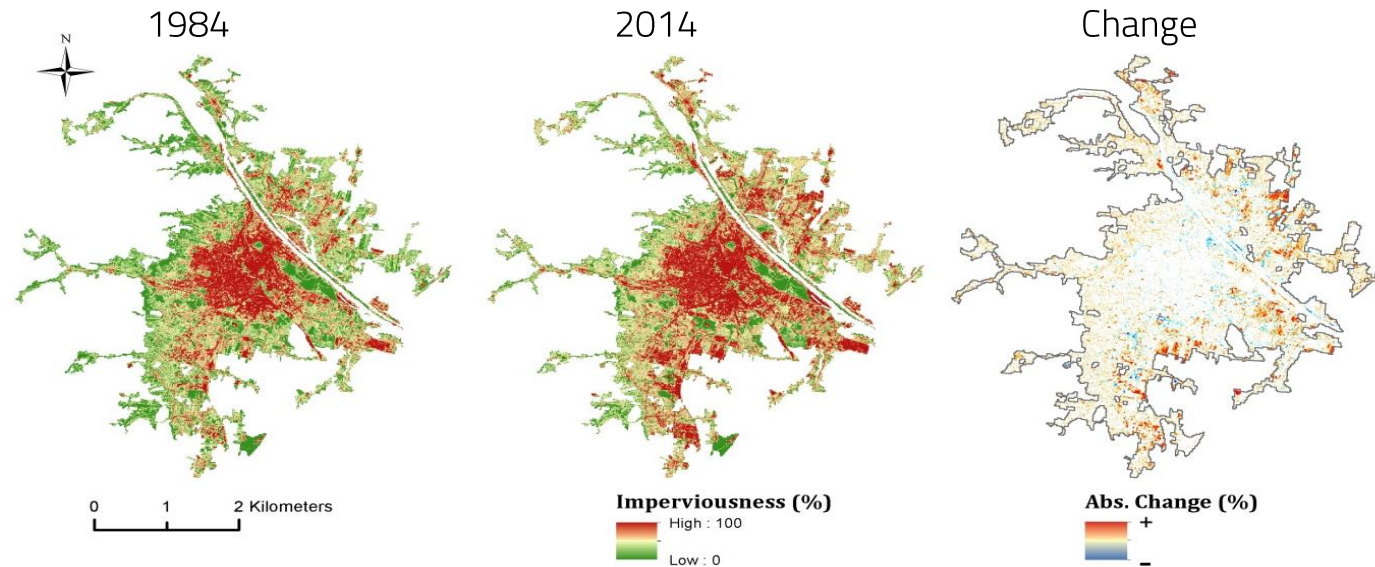 1984
2014
Change
N
0 1 2 Kilometers
Imperviousness (%)
High : 100
Low : 0
Abs. Change (%)
+
-